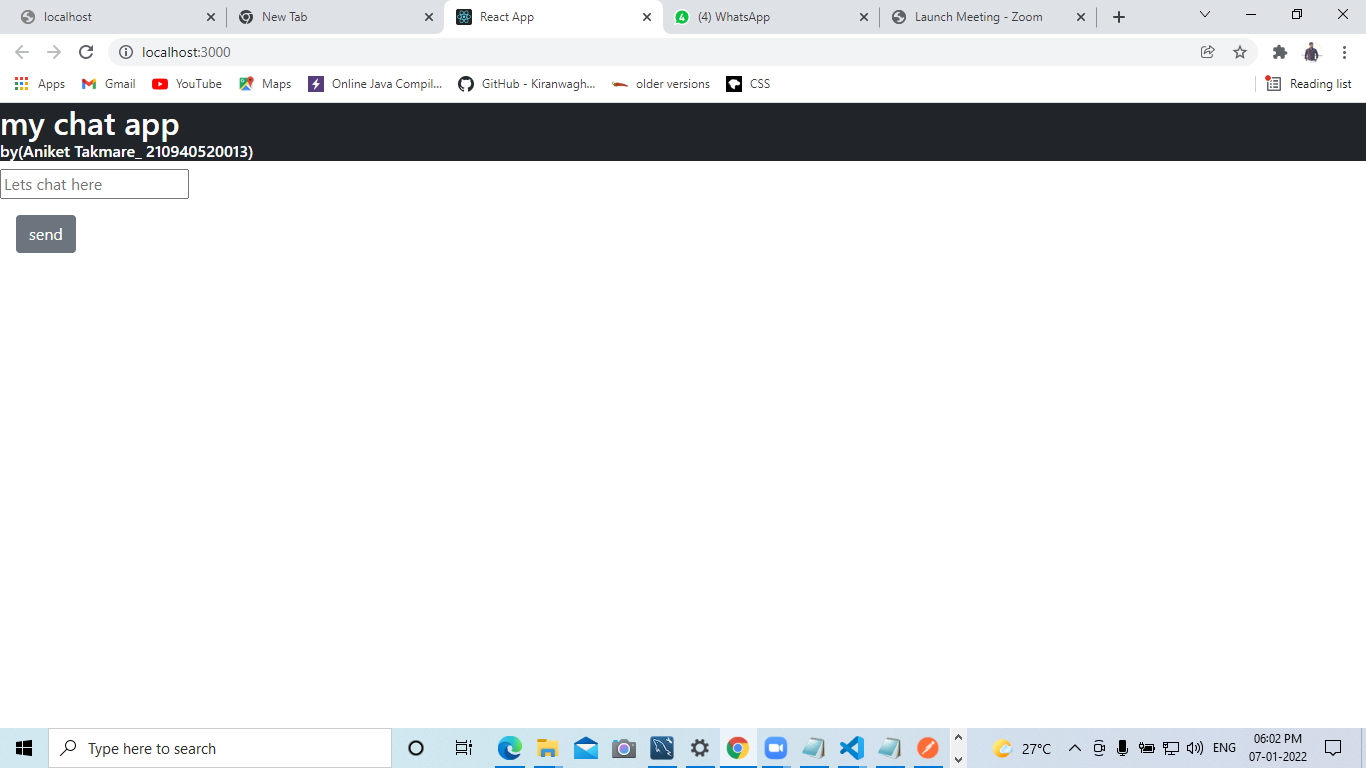 localhost
New Tab
React App
4 (4) WhatsApp
Launch Meeting - Zoom
localhost:3000
Apps
Gmail
YouTube
Maps
Online Java Compil...
GitHub - Kiranwagh...
older versions
CSS
Reading list
my chat app
by(Aniket Takmare_ 210940520013)
Lets chat here
send
Type here to search
27°C
ENG
06:02 PM
07-01-2022